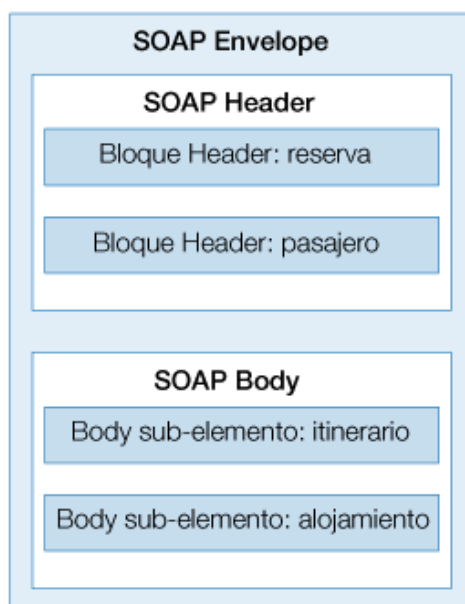 SOAP Envelope
SOAP Header
Bloque Header: reserva
Bloque Header: pasajero
SOAP Body
Body sub-elemento: itinerario
Body sub-elemento: alojamiento